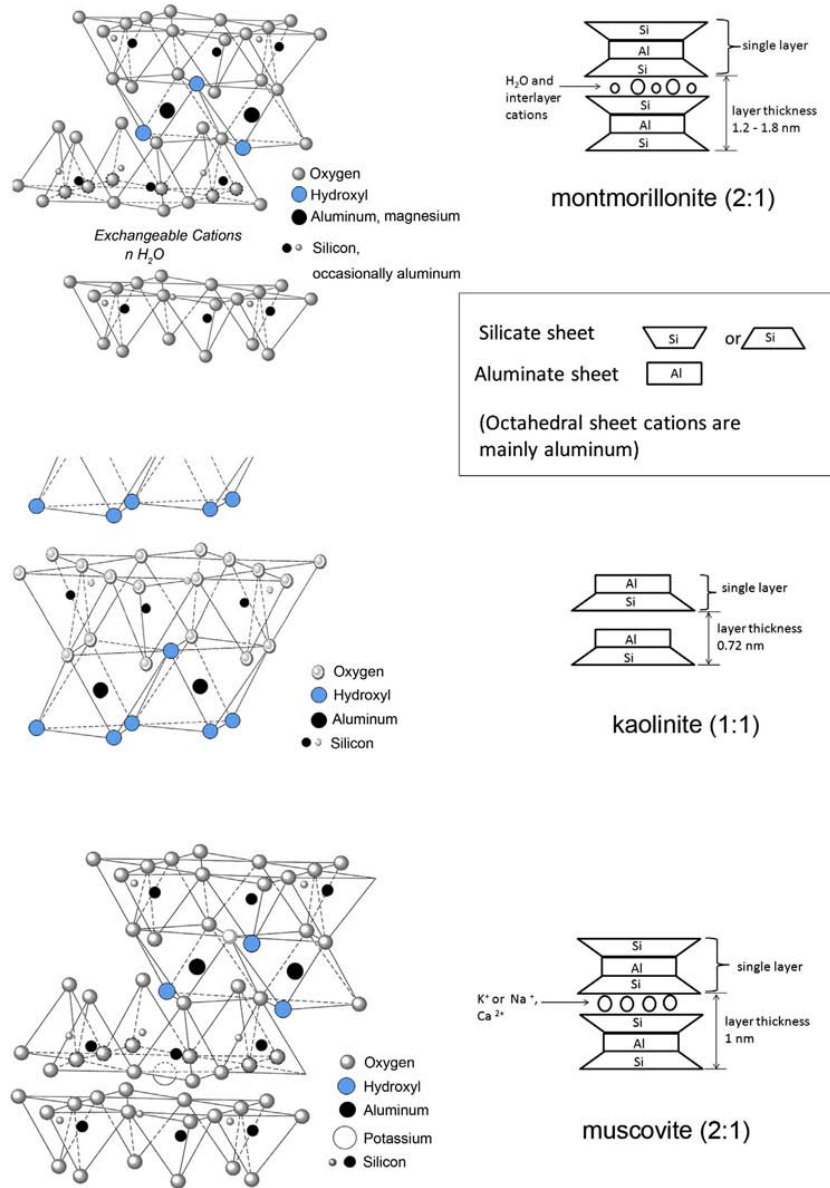 Oxygen
Hydroxyl
Aluminum, magnesium
Silicon,
occasionally aluminum
Exchangeable Cations
n H₂O
Si
Al
Si
single layer
H₂O and
interlayer
cations
Si
Al
Si
layer thickness
1.2 - 1.8 nm
montmorillonite (2:1)
Silicate sheet
Si
or
Si
Aluminate sheet
Al
(Octahedral sheet cations are
mainly aluminum)
Oxygen
Hydroxyl
Aluminum
Silicon
Al
Si
single layer
Al
Si
layer thickness
0.72 nm
kaolinite (1:1)
Oxygen
Hydroxyl
Aluminum
Potassium
Silicon
Si
Al
Si
single layer
K⁺ or Na ⁺,
Ca ²⁺
Si
Al
Si
layer thickness
1 nm
muscovite (2:1)